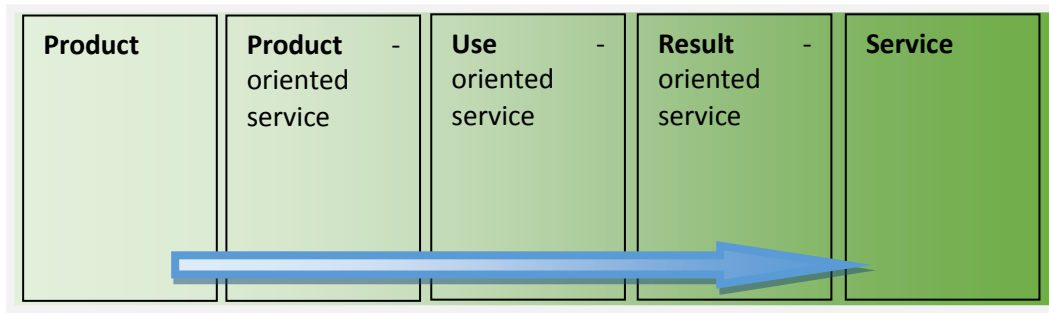 Product
Product -
oriented
service
Use -
oriented
service
Result -
oriented
service
Service